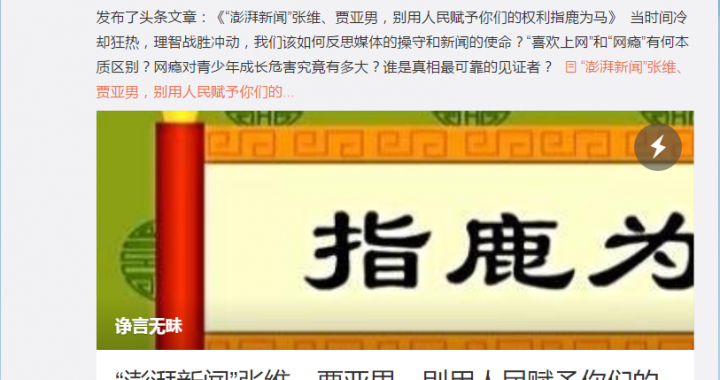 发布了头条文章：《“澎湃新闻”张维、贾亚男，别用人民赋予你们的权利指鹿为马》 当时间冷
却狂热，理智战胜冲动，我们该如何反思媒体的操守和新闻的使命？“喜欢上网”和“网瘾”有何本
质区别？网瘾对青少年成长危害究竟有多大？谁是真相最可靠的见证者？ “澎湃新闻”张维、
贾亚男，别用人民赋予你们的...
指鹿为
诤言无昧
“澎湃新闻”张维、贾亚男，别用人民赋予你们的